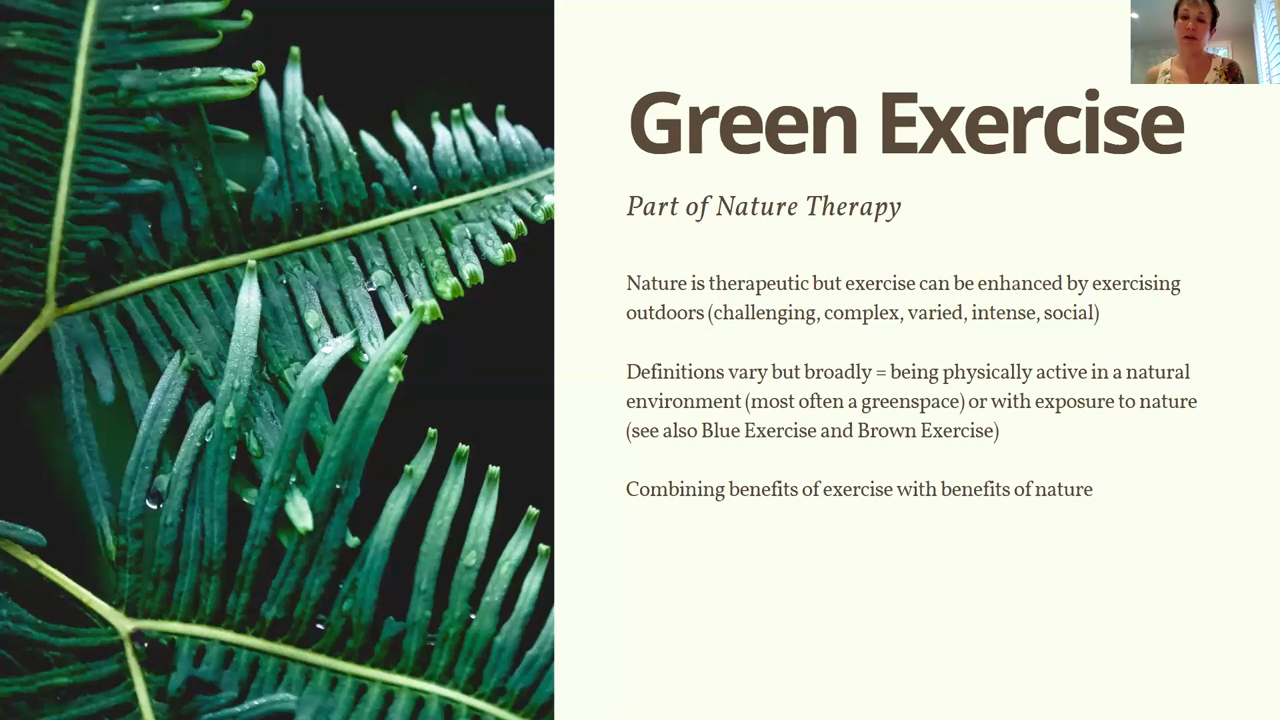 Green Exercise
Part of Nature Therapy
Nature is therapeutic but exercise can be enhanced by exercising
outdoors (challenging, complex, varied, intense, social)
Definitions vary but broadly = being physically active in a natural
environment (most often a greenspace) or with exposure to nature
(see also Blue Exercise and Brown Exercise)
Combining benefits of exercise with benefits of nature